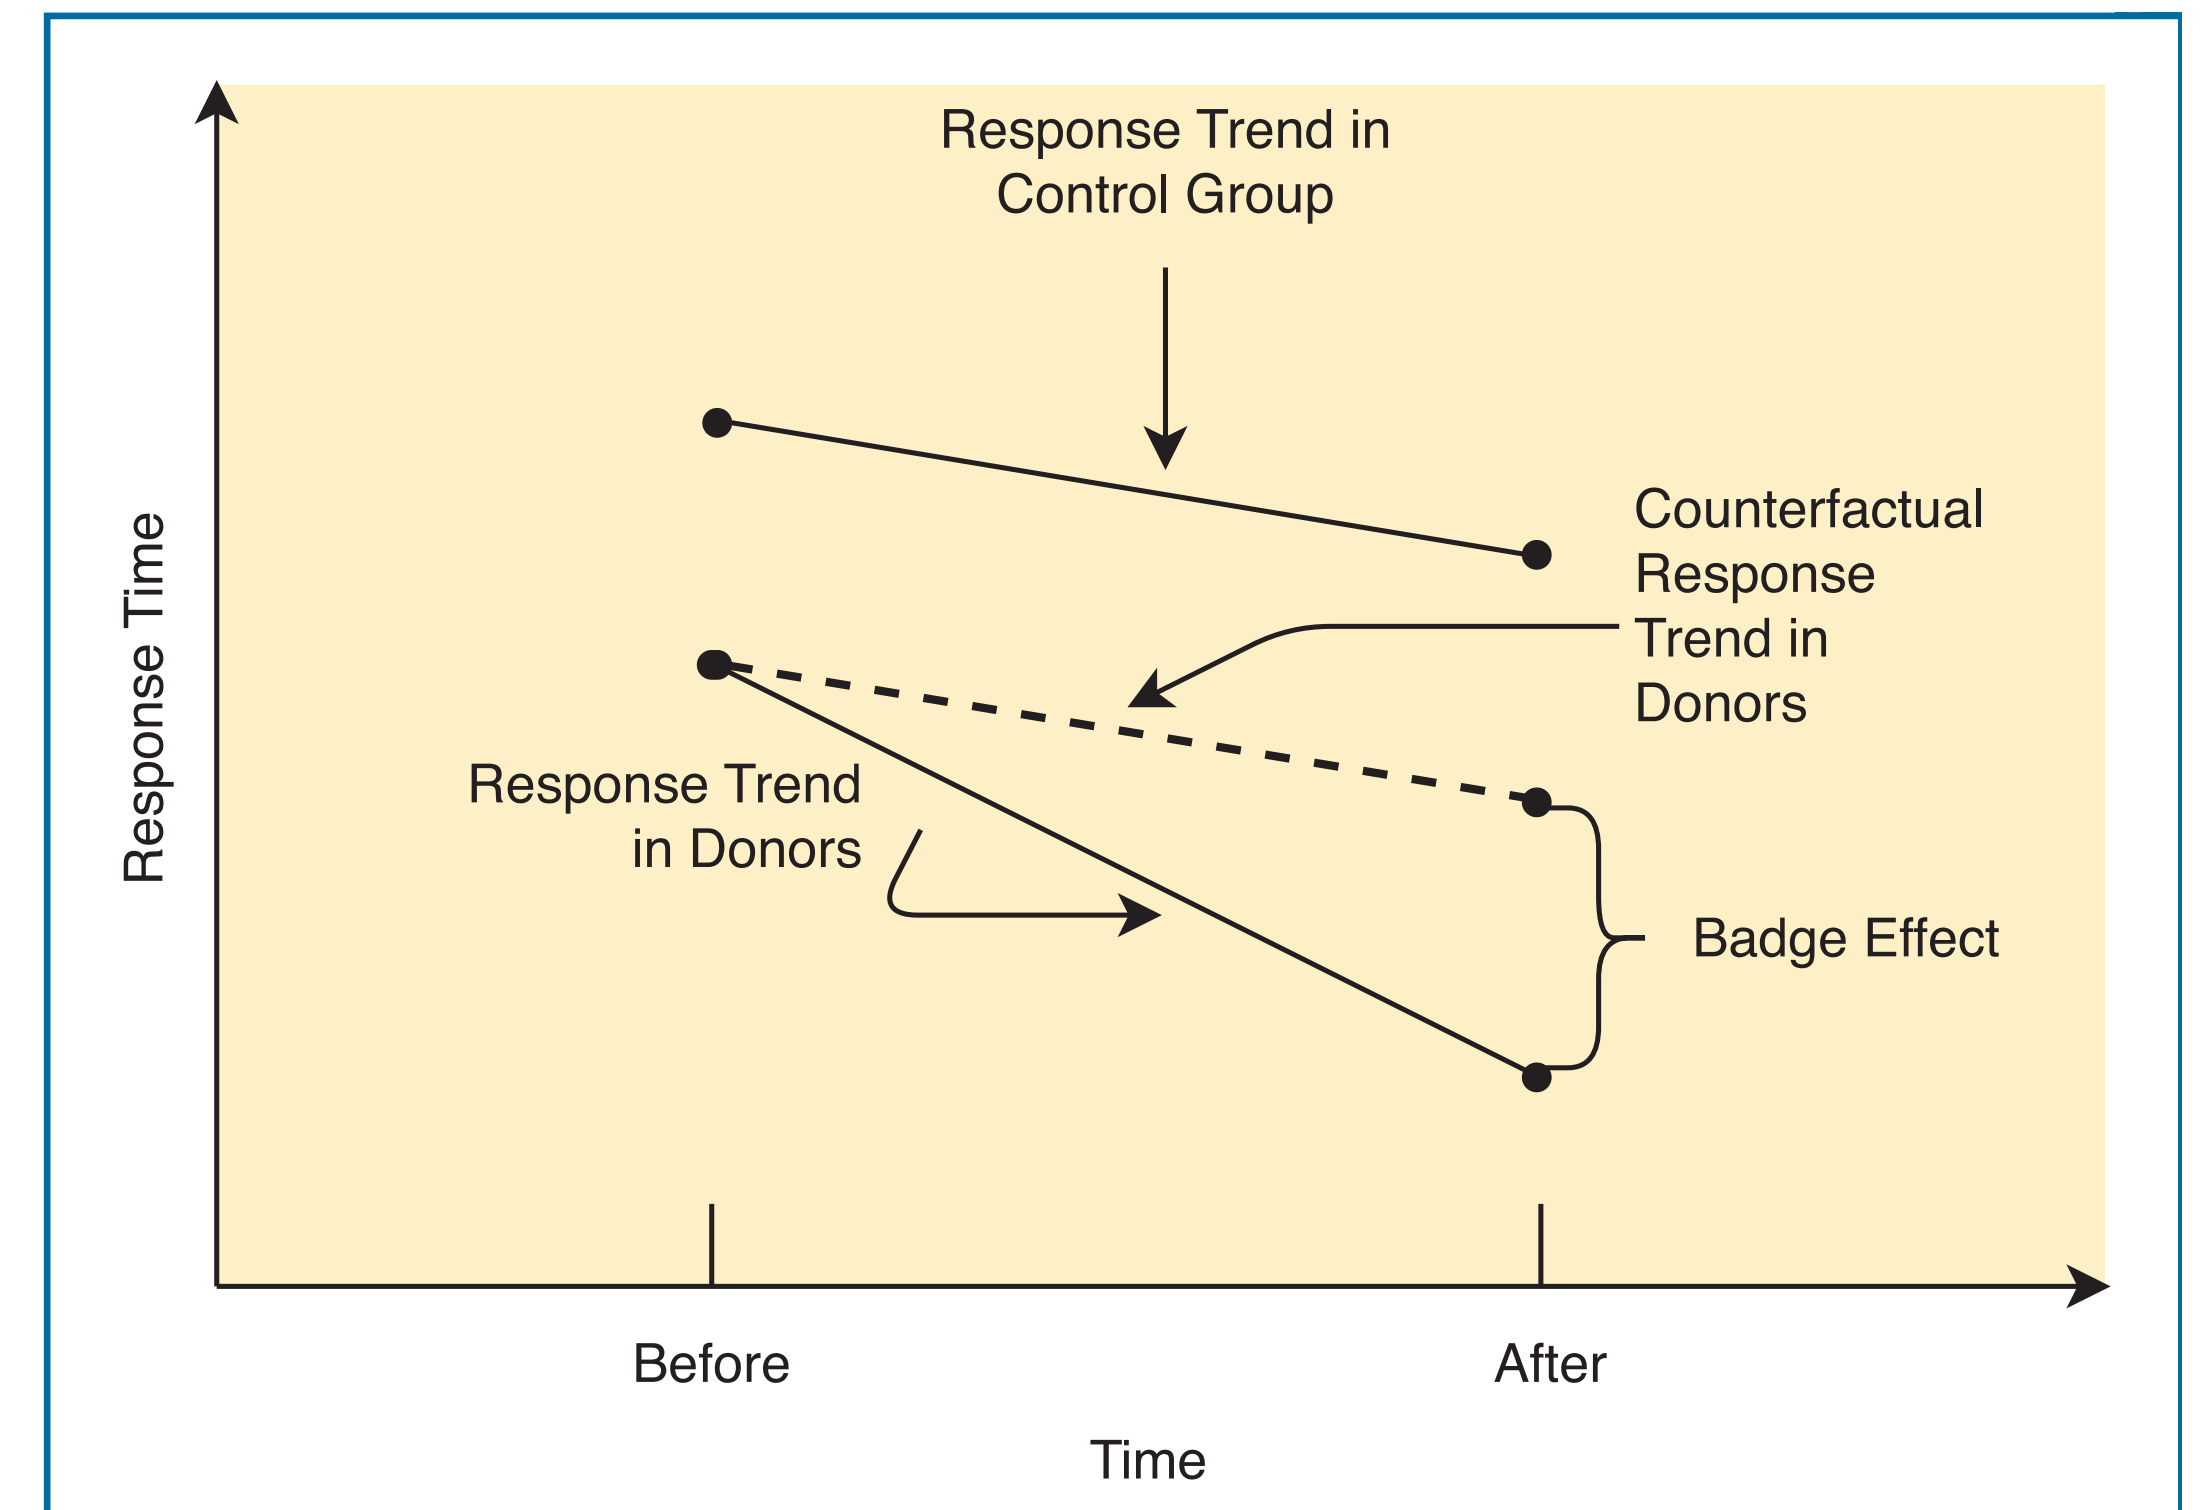 Response Trend in
Control Group
Counterfactual
Response
Trend in
Donors
Response Trend
in Donors
Badge Effect
Response Time
Before
After
Time